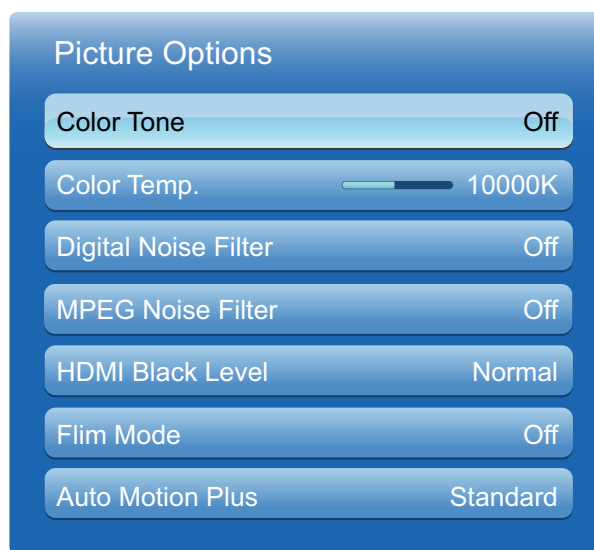 Picture Options
Color Tone Off
Color Temp. 10000K
Digital Noise Filter Off
MPEG Noise Filter Off
HDMI Black Level Normal
Flim Mode Off
Auto Motion Plus Standard